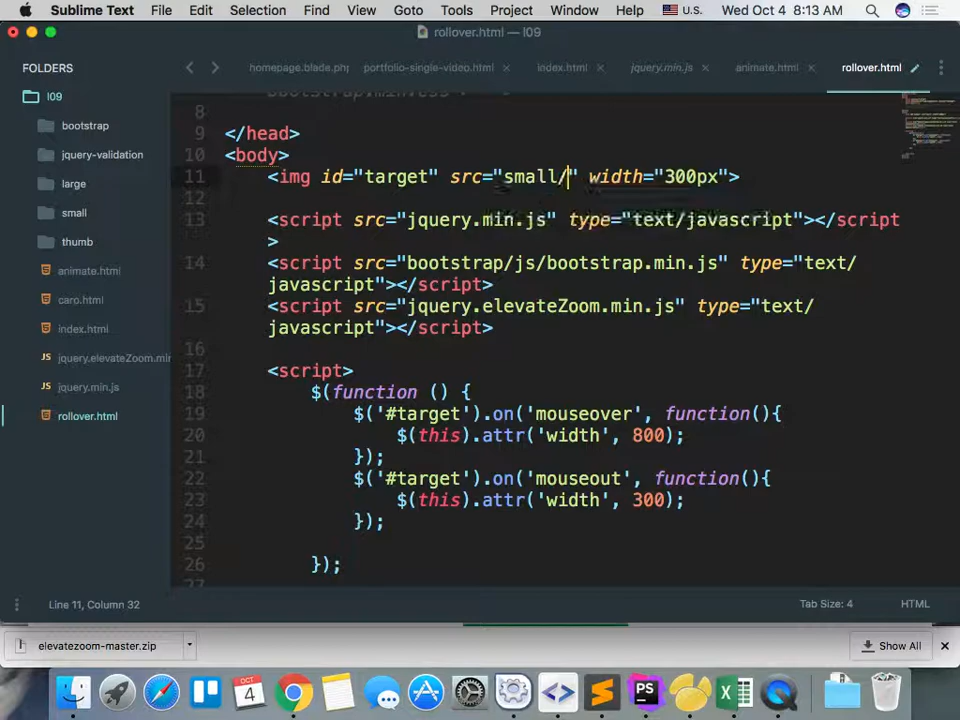 Sublime Text File Edit Selection Find View Goto Tools Project Window Help U.S. Wed Oct 4 8:13 AM
rollover.html — l09
FOLDERS
l09
bootstrap
jquery-validation
large
small
thumb
animate.html
caro.html
index.html
jquery.elevateZoom.min
jquery.min.js
rollover.html
homepage.blade.php portfolio-single-video.html index.html jquery.min.js animate.html rollover.html
8
9 </head>
10 <body>
11 <img id="target" src="small/" width="300px">
12
13 <script src="jquery.min.js" type="text/javascript"></script
>
14 <script src="bootstrap/js/bootstrap.min.js" type="text/
javascript"></script>
15 <script src="jquery.elevateZoom.min.js" type="text/
javascript"></script>
16
17 <script>
18 $(function () {
19 $('#target').on('mouseover', function(){
20 $(this).attr('width', 800);
21 });
22 $('#target').on('mouseout', function(){
23 $(this).attr('width', 300);
24 });
25
26 });
27
Line 11, Column 32 Tab Size: 4 HTML
elevatezoom-master.zip Show All
OCT
4
PS